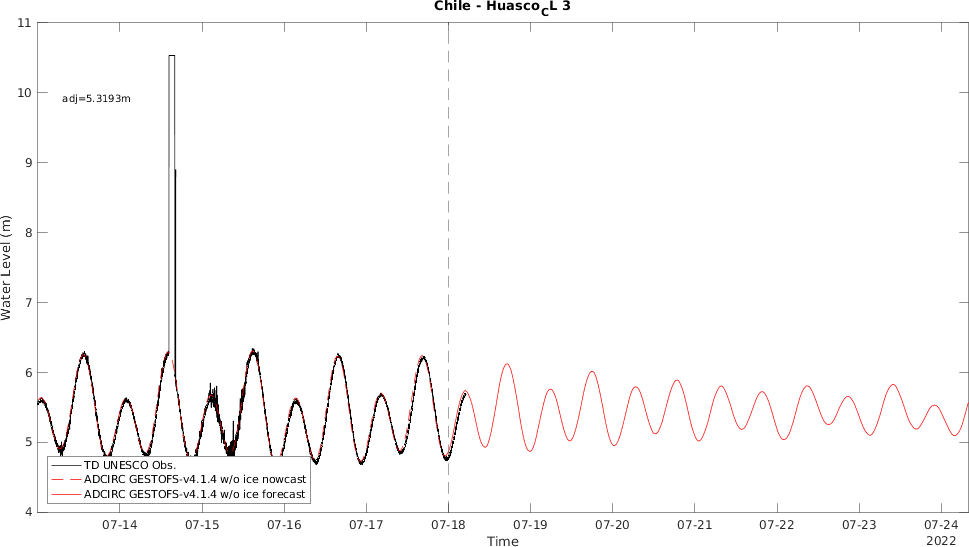 Chile - Huasco_CL 3
11
10
9
8
7
6
5
4
Water Level (m)
adj=5.3193m
TD UNESCO Obs.
ADCIRC GESTOFS-v4.1.4 w/o ice nowcast
ADCIRC GESTOFS-v4.1.4 w/o ice forecast
07-14 07-15 07-16 07-17 07-18 07-19 07-20 07-21 07-22 07-23 07-24
Time
2022